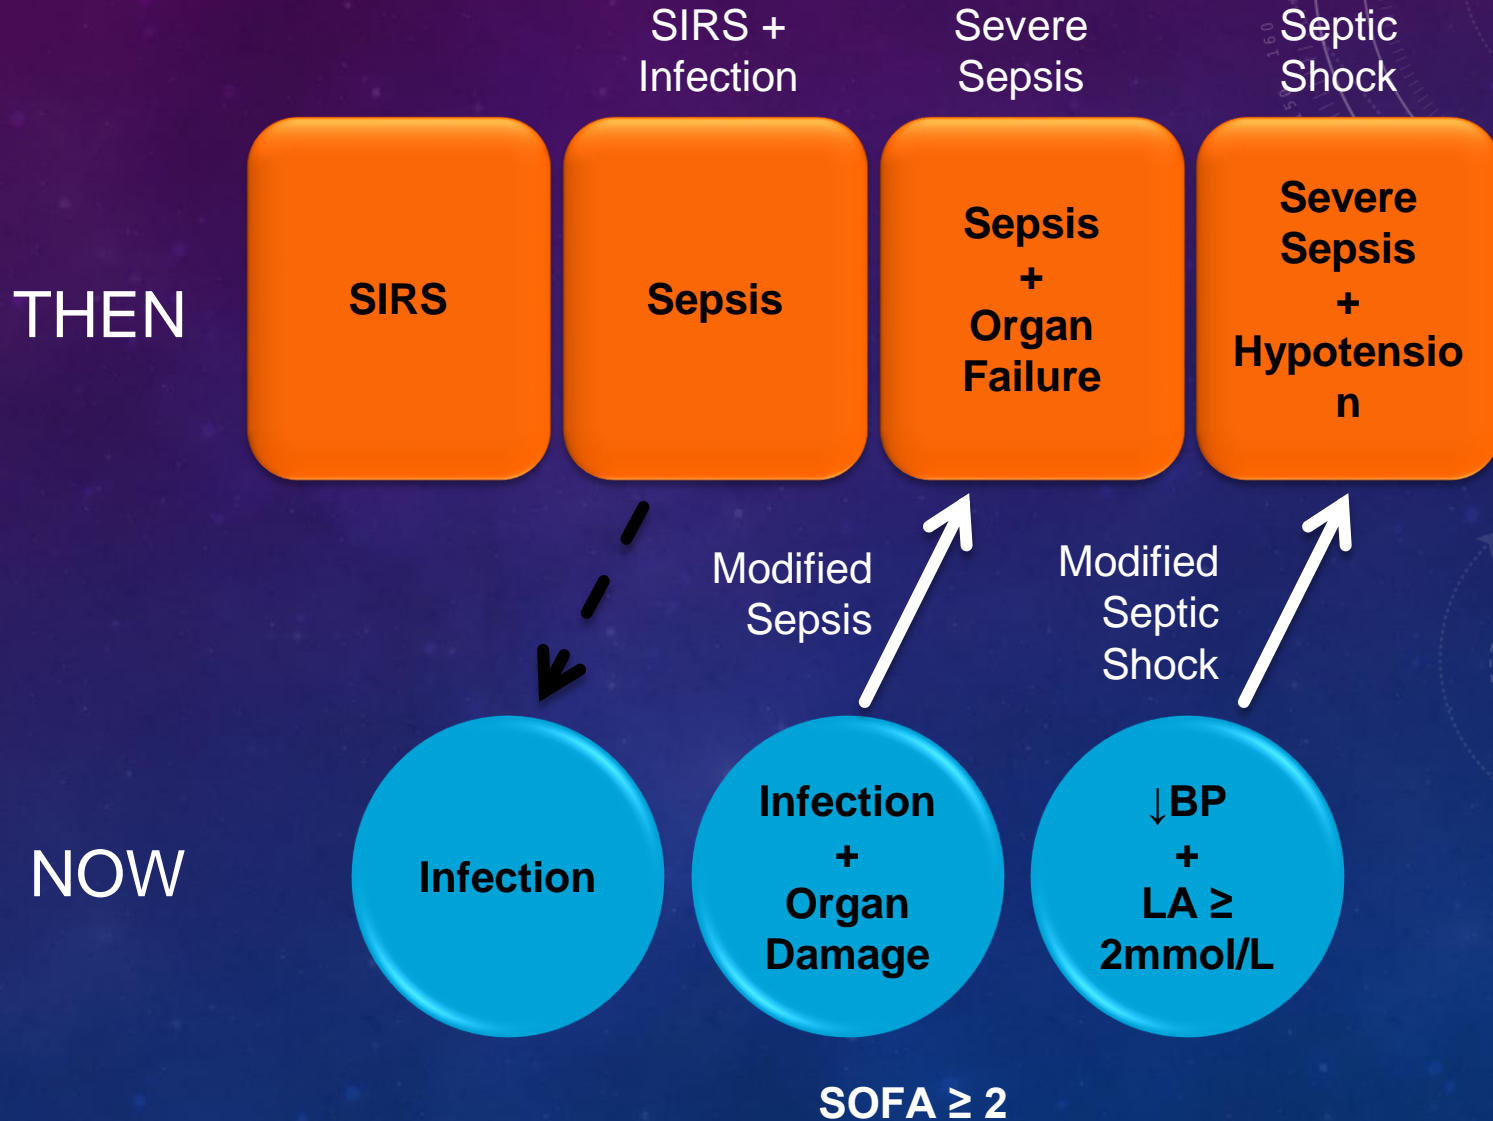 SIRS +
Infection
Severe
Sepsis
Septic
Shock
THEN
SIRS
Sepsis
Sepsis
+
Organ
Failure
Severe
Sepsis
+
Hypotensio
n
Modified
Sepsis
Modified
Septic
Shock
NOW
Infection
Infection
+
Organ
Damage
↓BP
+
LA ≥
2mmol/L
SOFA ≥ 2
160